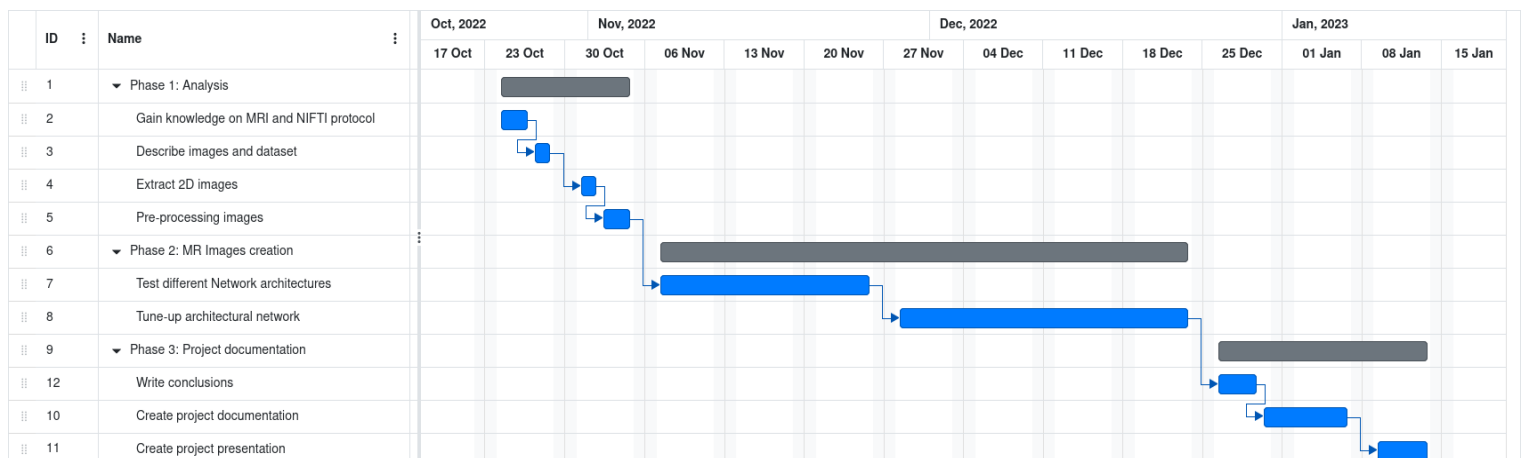 ID Name Oct, 2022 Nov, 2022 Dec, 2022 Jan, 2023
17 Oct 23 Oct 30 Oct 06 Nov 13 Nov 20 Nov 27 Nov 04 Dec 11 Dec 18 Dec 25 Dec 01 Jan 08 Jan 15 Jan
1 Phase 1: Analysis
2 Gain knowledge on MRI and NIFTI protocol
3 Describe images and dataset
4 Extract 2D images
5 Pre-processing images
6 Phase 2: MR Images creation
7 Test different Network architectures
8 Tune-up architectural network
9 Phase 3: Project documentation
12 Write conclusions
10 Create project documentation
11 Create project presentation